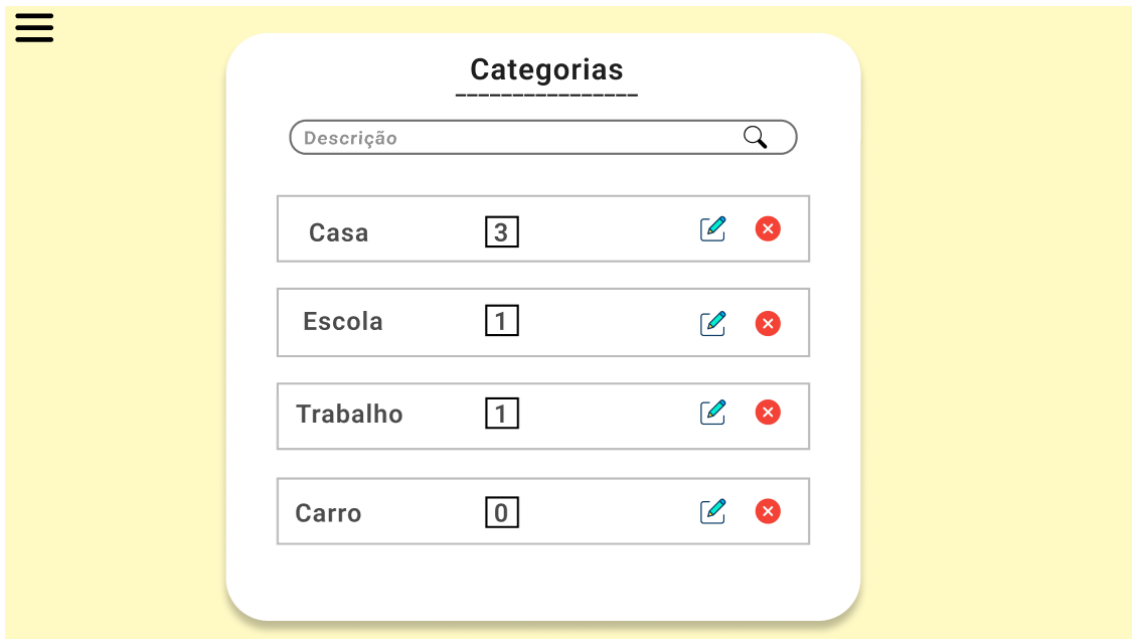 Categorias
----------------
Descrição
Casa 3
Escola 1
Trabalho 1
Carro 0